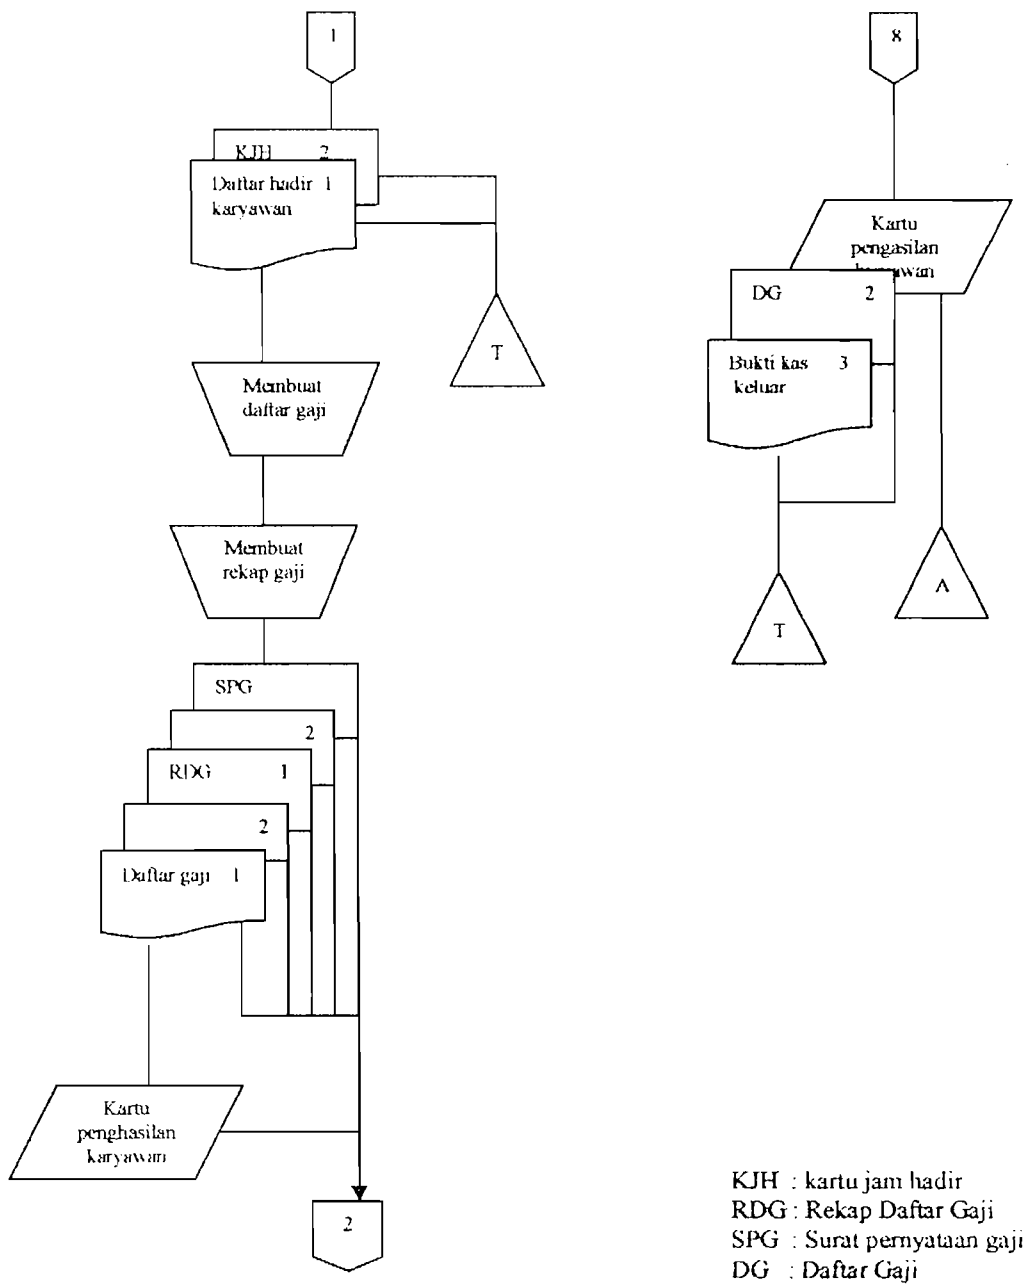 1
KJH 2
Daftar hadir 1
karyawan
T
Membuat
daftar gaji
Membuat
rekap gaji
SPG
2
RDG 1
2
Daftar gaji 1
Kartu
penghasilan
karyawan
2
8
Kartu
pengasilan
DG 2
Bukti kas 3
keluar
A
T
KJH : kartu jam hadir
RDG : Rekap Daftar Gaji
SPG : Surat pernyataan gaji
DG : Daftar Gaji